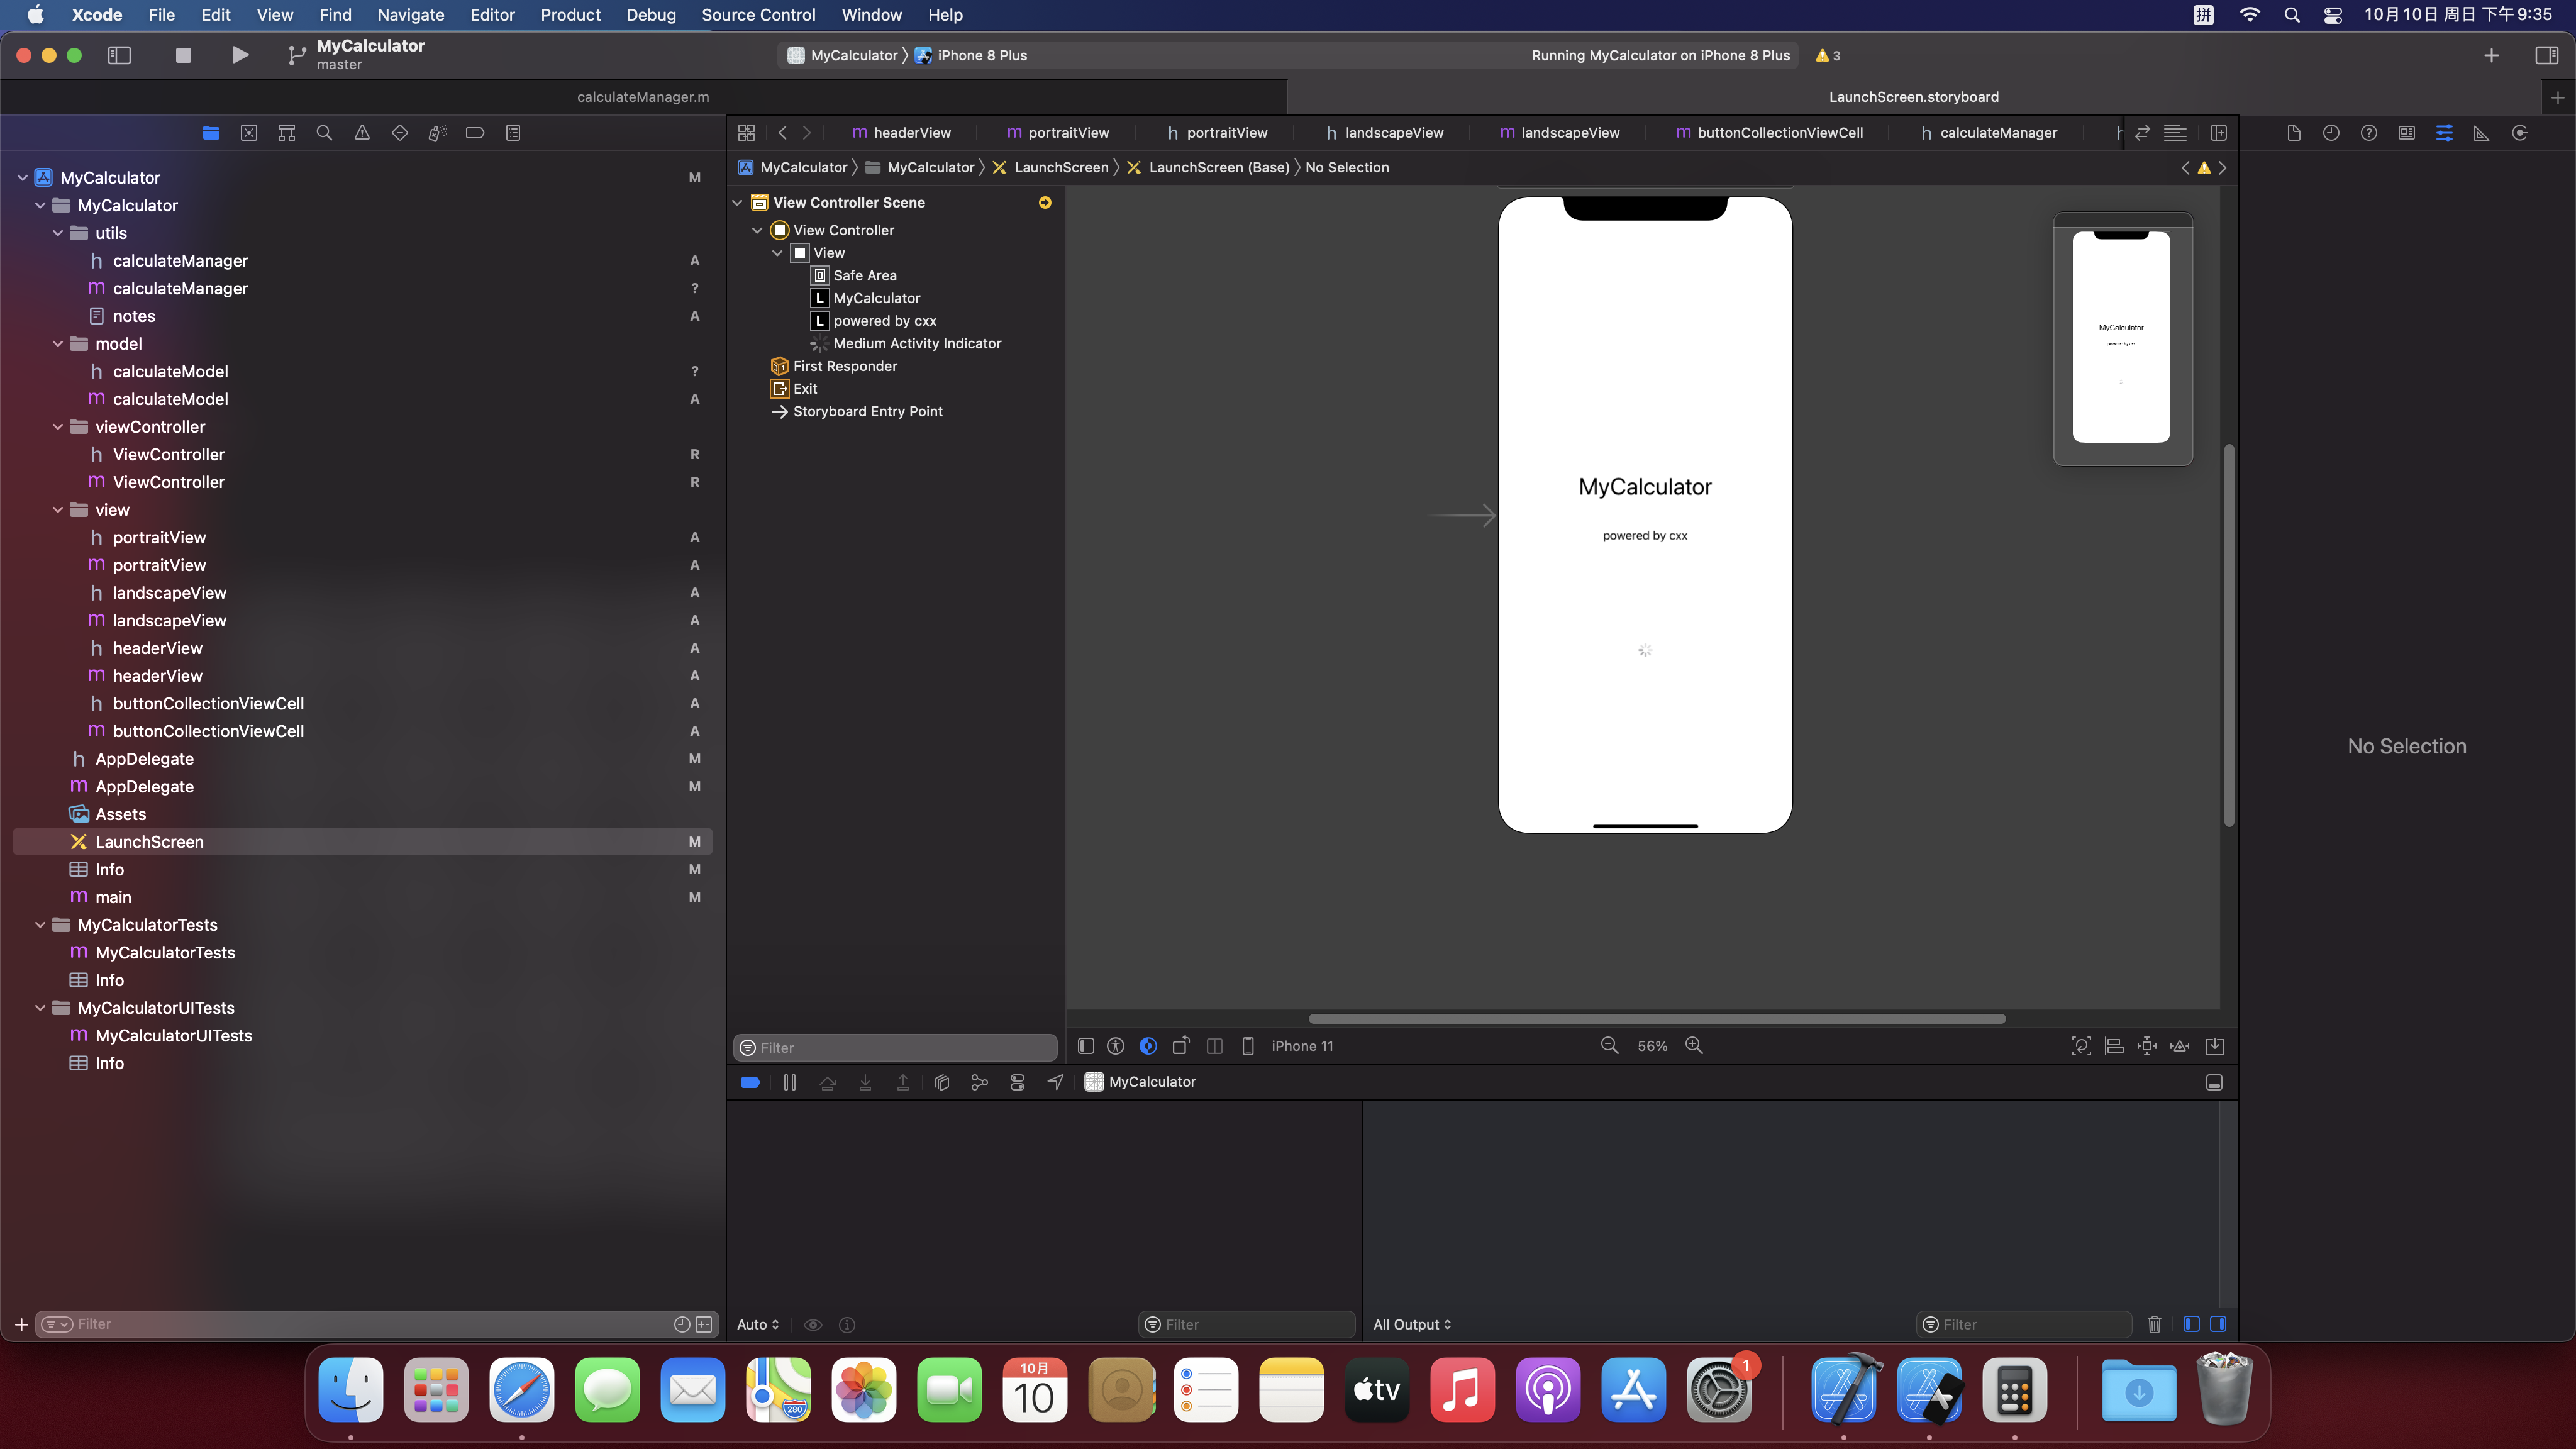 Xcode File Edit View Find Navigate Editor Product Debug Source Control Window Help
拼 10月10日 周日 下午9:35
MyCalculator
master
MyCalculator iPhone 8 Plus
Running MyCalculator on iPhone 8 Plus 3
calculateManager.m
LaunchScreen.storyboard
headerView portraitView portraitView landscapeView landscapeView buttonCollectionViewCell calculateManager
MyCalculator MyCalculator LaunchScreen LaunchScreen (Base) No Selection
MyCalculator M
MyCalculator
utils
h calculateManager A
m calculateManager ?
notes A
model
h calculateModel ?
m calculateModel A
viewController
h ViewController R
m ViewController R
view
h portraitView A
m portraitView A
h landscapeView A
m landscapeView A
h headerView A
m headerView A
h buttonCollectionViewCell A
m buttonCollectionViewCell A
h AppDelegate M
m AppDelegate M
Assets
LaunchScreen M
Info M
m main M
MyCalculatorTests
m MyCalculatorTests
Info
MyCalculatorUITests
m MyCalculatorUITests
Info
Filter
View Controller Scene
View Controller
View
Safe Area
L MyCalculator
L powered by cxx
Medium Activity Indicator
First Responder
Exit
Storyboard Entry Point
Filter
MyCalculator
powered by cxx
MyCalculator
iPhone 11
56%
No Selection
MyCalculator
Auto
Filter
All Output
Filter
10月
10
280
tv
1